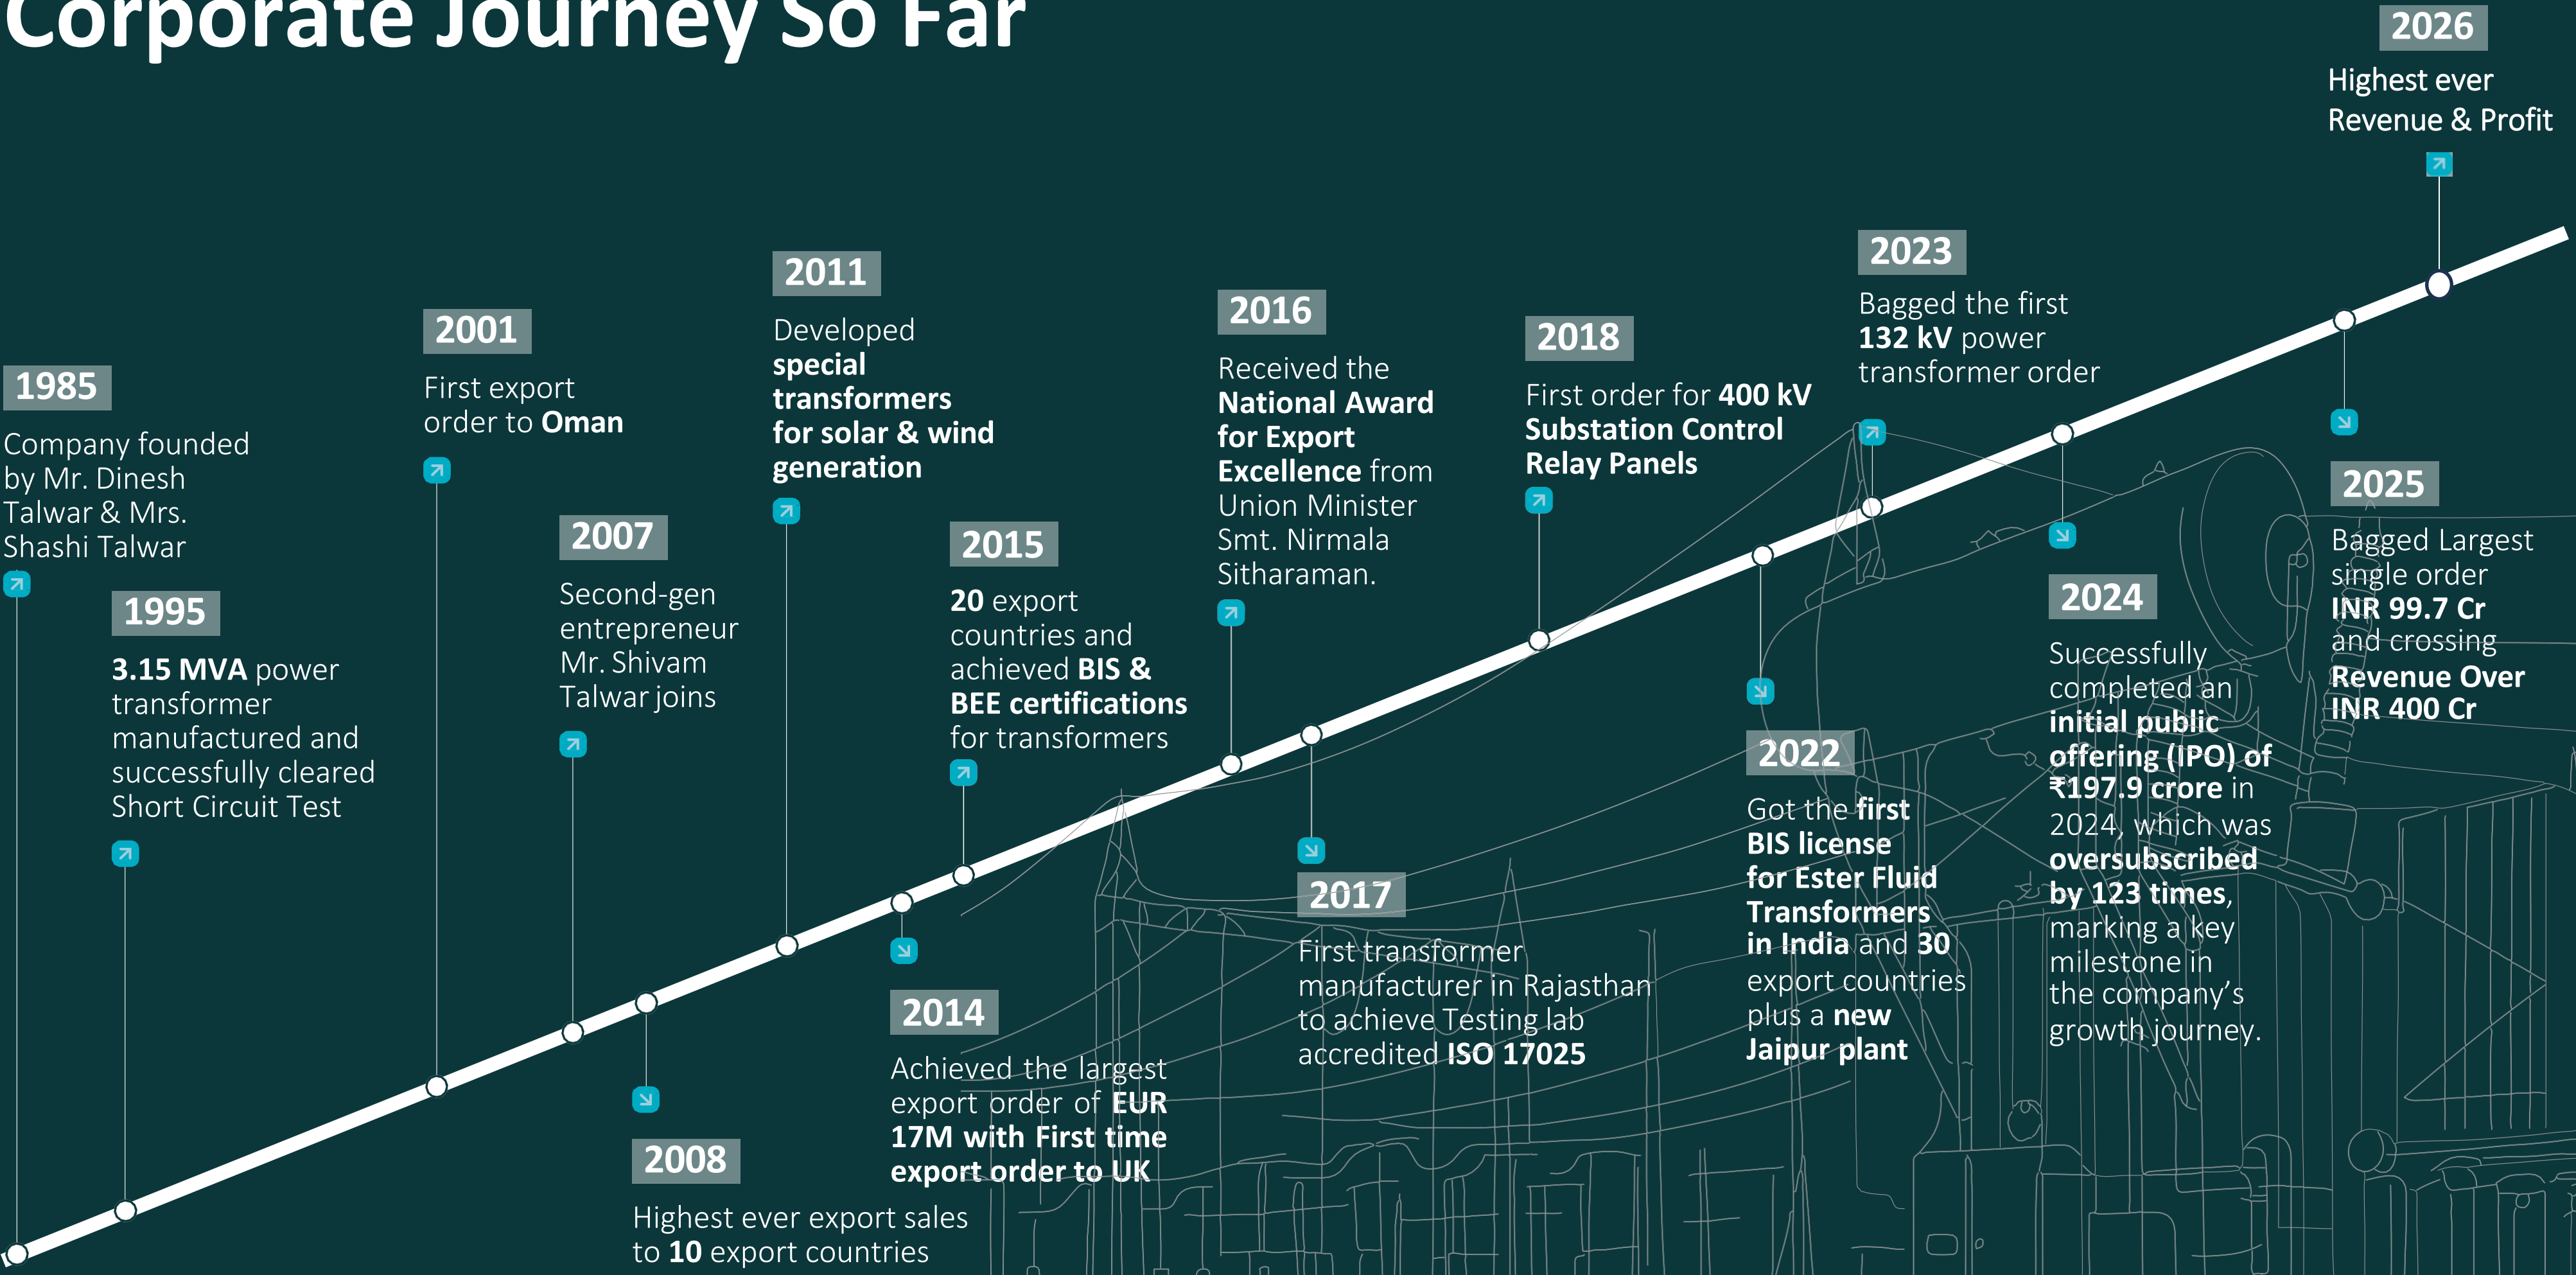 Corporate Journey So Far
1985
Company founded
by Mr. Dinesh
Talwar & Mrs.
Shashi Talwar
1995
3.15 MVA power
transformer
manufactured and
successfully cleared
Short Circuit Test
2001
First export
order to Oman
2007
Second-gen
entrepreneur
Mr. Shivam
Talwar joins
2008
Highest ever export sales
to 10 export countries
2011
Developed
special
transformers
for solar & wind
generation
2014
Achieved the largest
export order of EUR
17M with First time
export order to UK
2015
20 export
countries and
achieved BIS &
BEE certifications
for transformers
2016
Received the
National Award
for Export
Excellence from
Union Minister
Smt. Nirmala
Sitharaman.
2017
First transformer
manufacturer in Rajasthan
to achieve Testing lab
accredited ISO 17025
2018
First order for 400 kV
Substation Control
Relay Panels
2022
Got the first
BIS license
for Ester Fluid
Transformers
in India and 30
export countries
plus a new
Jaipur plant
2023
Bagged the first
132 kV power
transformer order
2024
Successfully
completed an
initial public
offering (IPO) of
₹197.9 crore in
2024, which was
oversubscribed
by 123 times,
marking a key
milestone in
the company’s
growth journey.
2025
Bagged Largest
single order
INR 99.7 Cr
and crossing
Revenue Over
INR 400 Cr
2026
Highest ever
Revenue & Profit